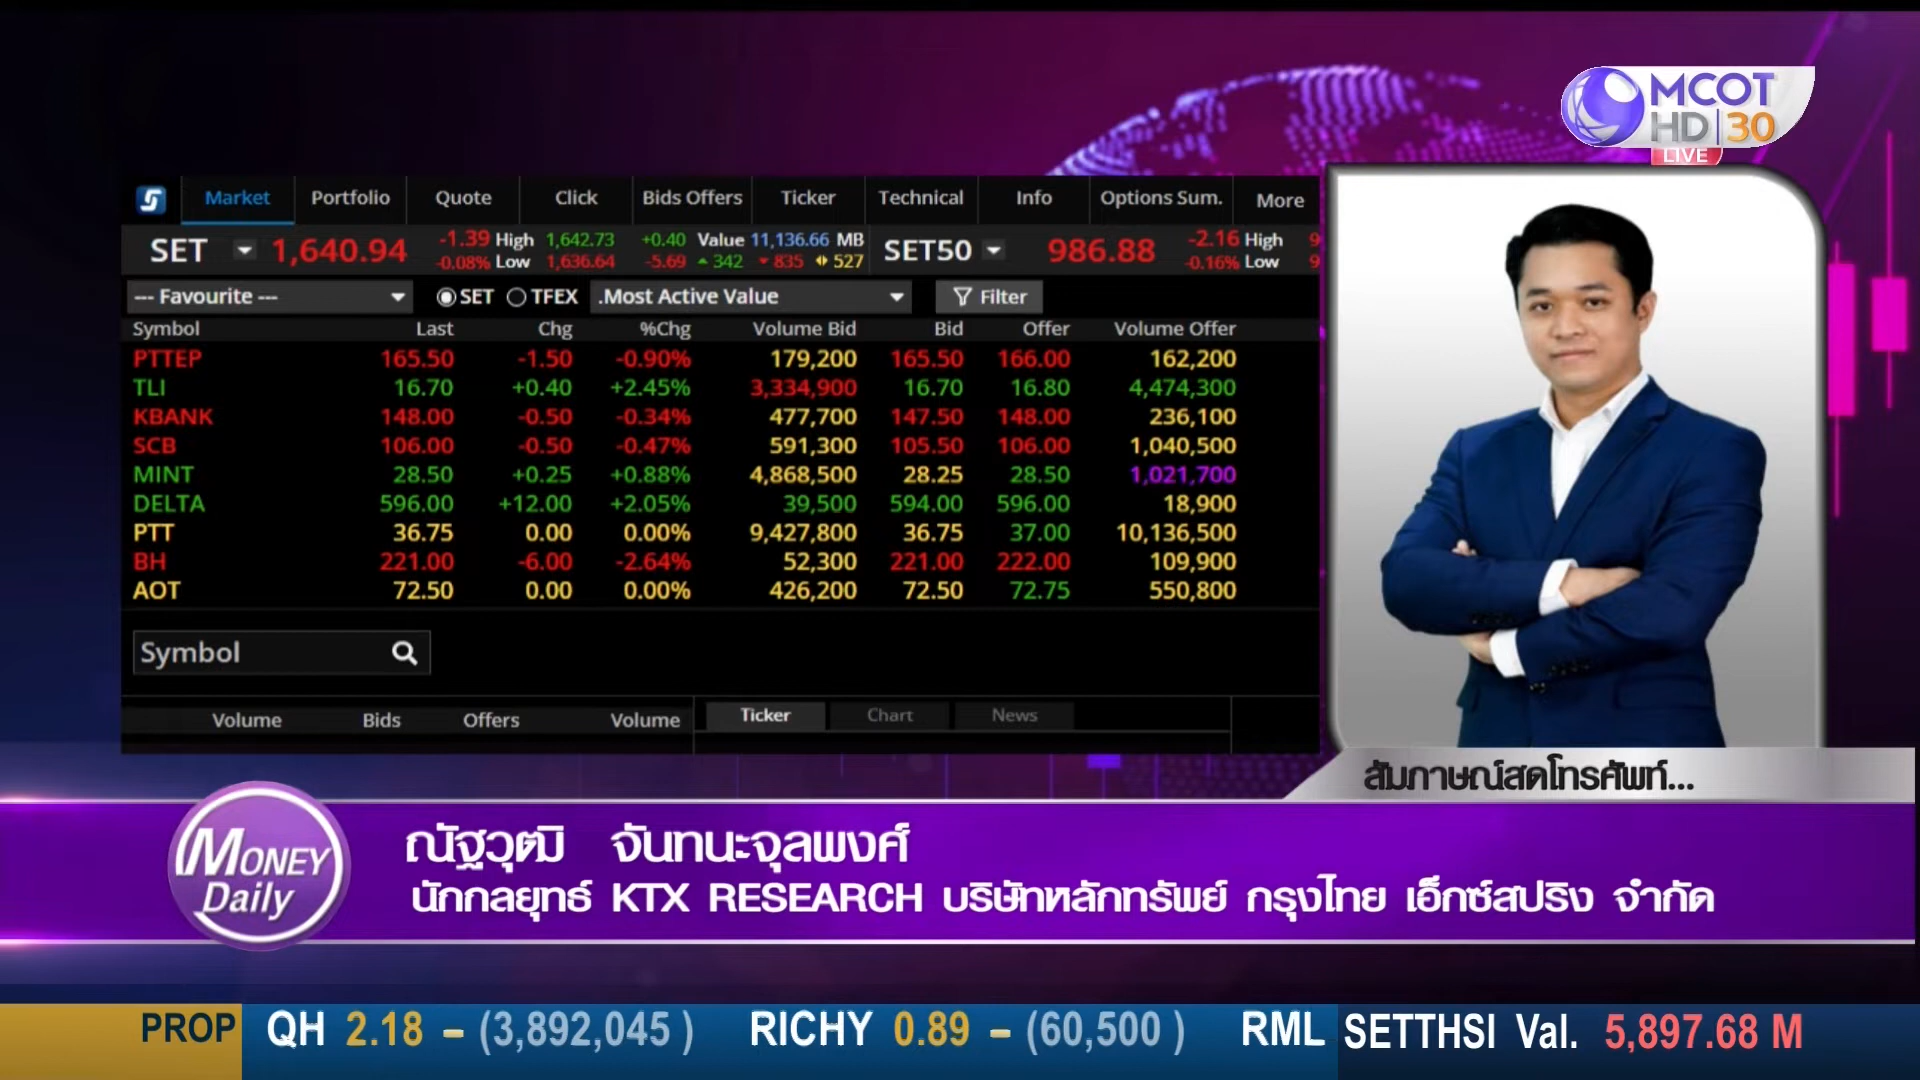 MCOT
HD 30
LIVE
Market Portfolio Quote Click Bids Offers Ticker Technical Info Options Sum. More
SET 1,640.94 -1.39 High 1,642.73 +0.40 Value 11,136.66 MB SET50 986.88 -2.16 High 9
-0.08% Low 1,636.64 -5.69 342 835 527 -0.16% Low 9
--- Favourite --- SET TFEX .Most Active Value Filter
Symbol Last Chg %Chg Volume Bid Bid Offer Volume Offer
PTTEP 165.50 -1.50 -0.90% 179,200 165.50 166.00 162,200
TLI 16.70 +0.40 +2.45% 3,334,900 16.70 16.80 4,474,300
KBANK 148.00 -0.50 -0.34% 477,700 147.50 148.00 236,100
SCB 106.00 -0.50 -0.47% 591,300 105.50 106.00 1,040,500
MINT 28.50 +0.25 +0.88% 4,868,500 28.25 28.50 1,021,700
DELTA 596.00 +12.00 +2.05% 39,500 594.00 596.00 18,900
PTT 36.75 0.00 0.00% 9,427,800 36.75 37.00 10,136,500
BH 221.00 -6.00 -2.64% 52,300 221.00 222.00 109,900
AOT 72.50 0.00 0.00% 426,200 72.50 72.75 550,800
Symbol
Volume Bids Offers Volume Ticker Chart News
สัมภาษณ์สดโทรศัพท์...
MONEY
Daily
ณัฐวุฒิ จันทนะจุลพงศ์
นักกลยุทธ์ KTX RESEARCH บริษัทหลักทรัพย์ กรุงไทย เอ็กซ์สปริง จำกัด
PROP QH 2.18 – (3,892,045 ) RICHY 0.89 – (60,500 ) RML SETTHSI Val. 5,897.68 M